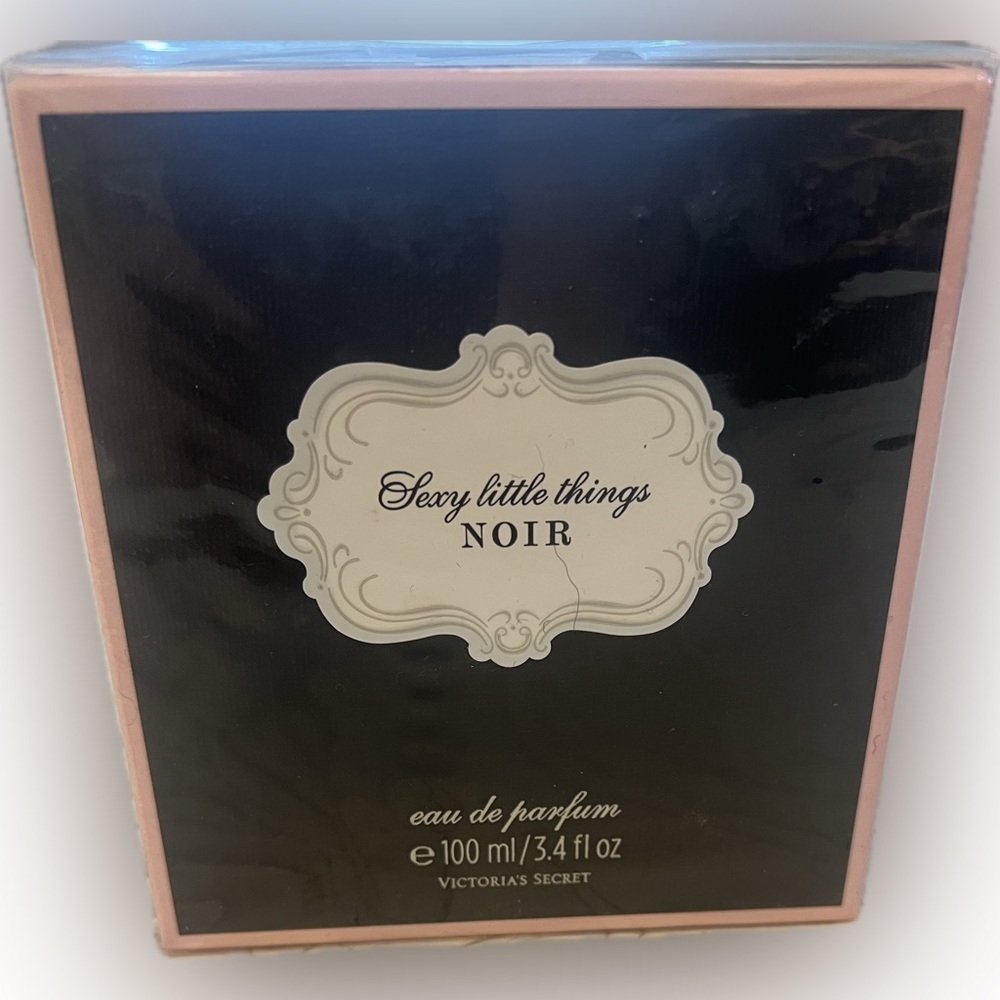 Sexy little things
NOIR
eau de parfum
℮ 100 ml/3.4 fl oz
VICTORIA'S SECRET